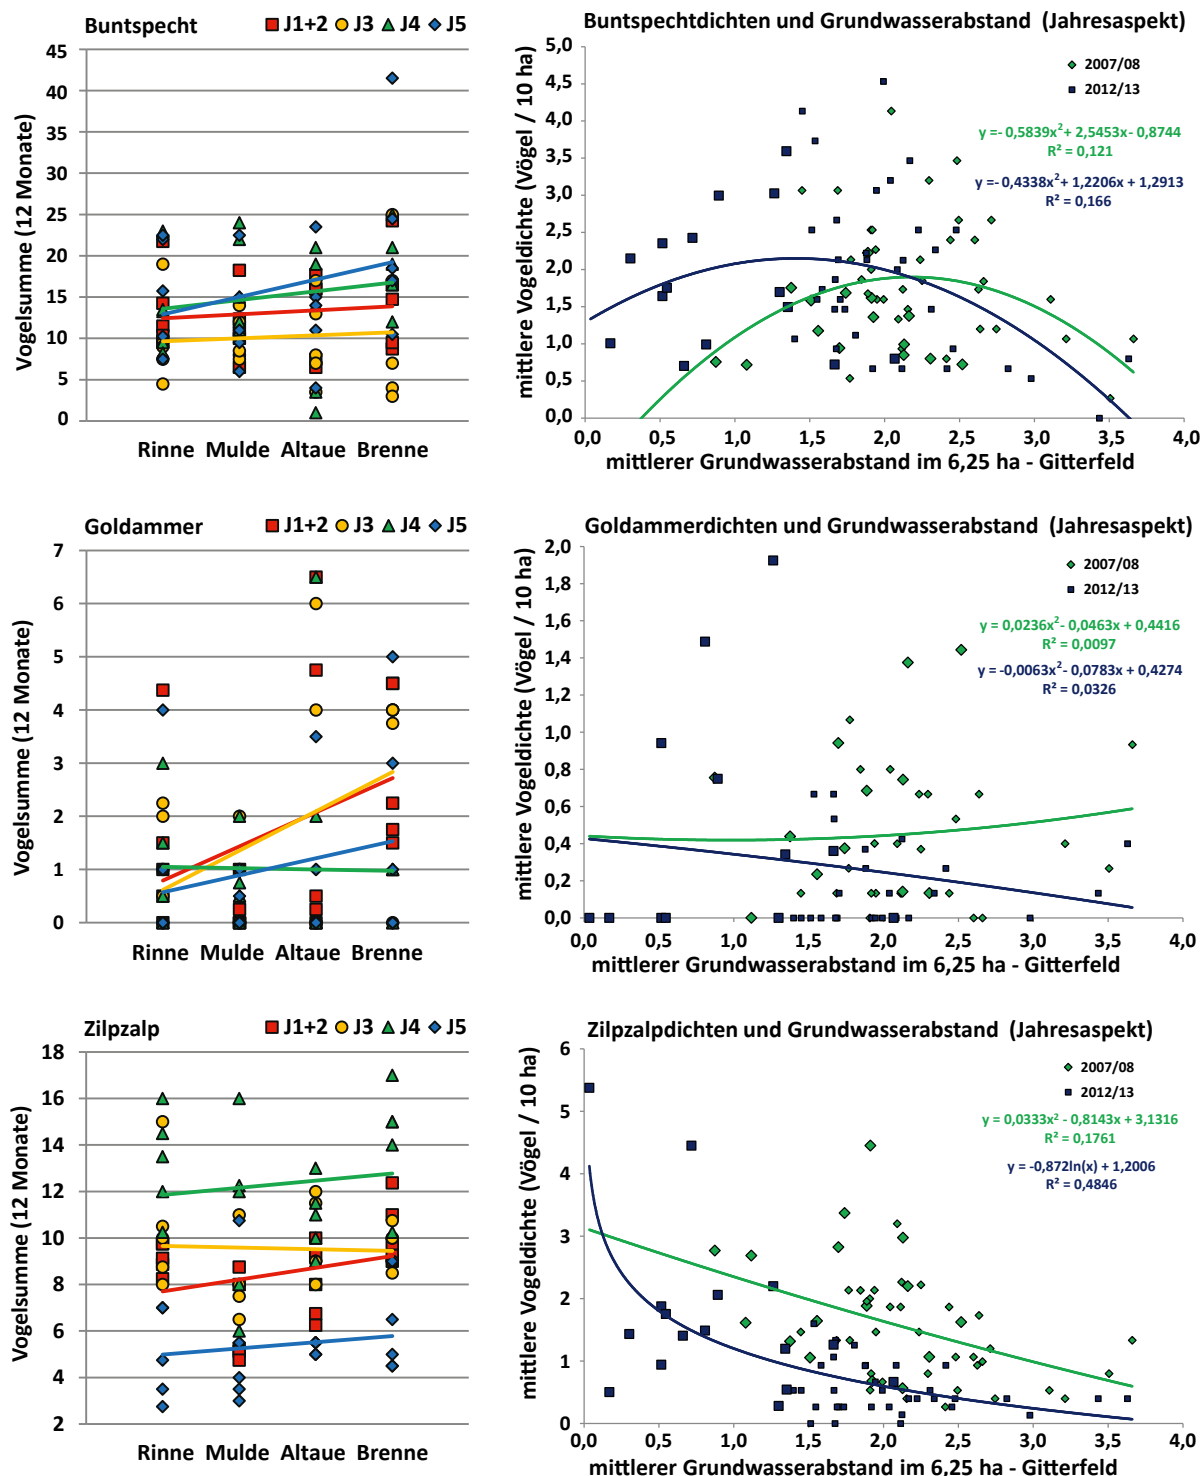 Buntspecht
J1+2 J3 J4 J5
Vogelsumme (12 Monate)
45
40
35
30
25
20
15
10
5
0
Rinne Mulde Altaue Brenne
Buntspechtdichten und Grundwasserabstand (Jahresaspekt)
mittlere Vogeldichte (Vögel / 10 ha)
5,0
4,5
4,0
3,5
3,0
2,5
2,0
1,5
1,0
0,5
0,0
2007/08
2012/13
y =- 0,5839x² + 2,5453x - 0,8744
R² = 0,121
y =- 0,4338x² + 1,2206x + 1,2913
R² = 0,166
0,0 0,5 1,0 1,5 2,0 2,5 3,0 3,5 4,0
mittlerer Grundwasserabstand im 6,25 ha - Gitterfeld
Goldammer
J1+2 J3 J4 J5
Vogelsumme (12 Monate)
7
6
5
4
3
2
1
0
Rinne Mulde Altaue Brenne
Goldammerdichten und Grundwasserabstand (Jahresaspekt)
mittlere Vogeldichte (Vögel / 10 ha)
2,0
1,8
1,6
1,4
1,2
1,0
0,8
0,6
0,4
0,2
0,0
2007/08
2012/13
y = 0,0236x² - 0,0463x + 0,4416
R² = 0,0097
y = -0,0063x² - 0,0783x + 0,4274
R² = 0,0326
0,0 0,5 1,0 1,5 2,0 2,5 3,0 3,5 4,0
mittlerer Grundwasserabstand im 6,25 ha - Gitterfeld
Zilpzalp
J1+2 J3 J4 J5
Vogelsumme (12 Monate)
18
16
14
12
10
8
6
4
2
Rinne Mulde Altaue Brenne
Zilpzalpdichten und Grundwasserabstand (Jahresaspekt)
mittlere Vogeldichte (Vögel / 10 ha)
6
5
4
3
2
1
0
2007/08
2012/13
y = 0,0333x² - 0,8143x + 3,1316
R² = 0,1761
y = -0,872ln(x) + 1,2006
R² = 0,4846
0,0 0,5 1,0 1,5 2,0 2,5 3,0 3,5 4,0
mittlerer Grundwasserabstand im 6,25 ha - Gitterfeld